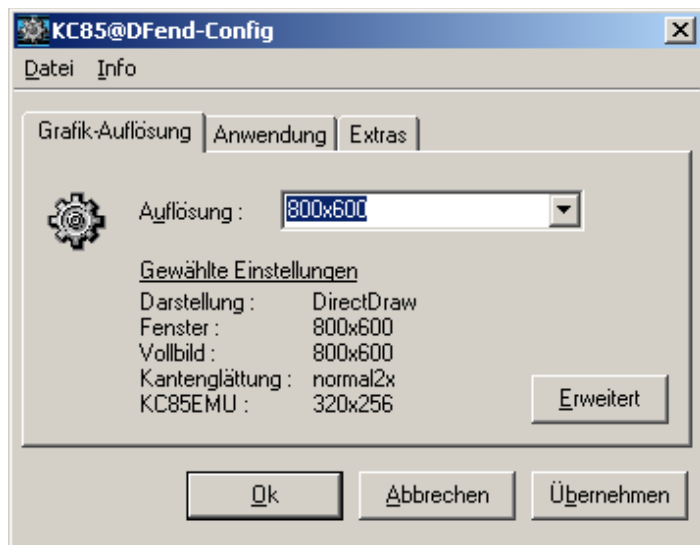 KC85@DFend-Config
Datei Info
Grafik-Auflösung Anwendung Extras
Auflösung : 800x600
Gewählte Einstellungen
Darstellung : DirectDraw
Fenster : 800x600
Vollbild : 800x600
Kantenglättung : normal2x
KC85EMU : 320x256
Erweitert
Ok Abbrechen Übernehmen